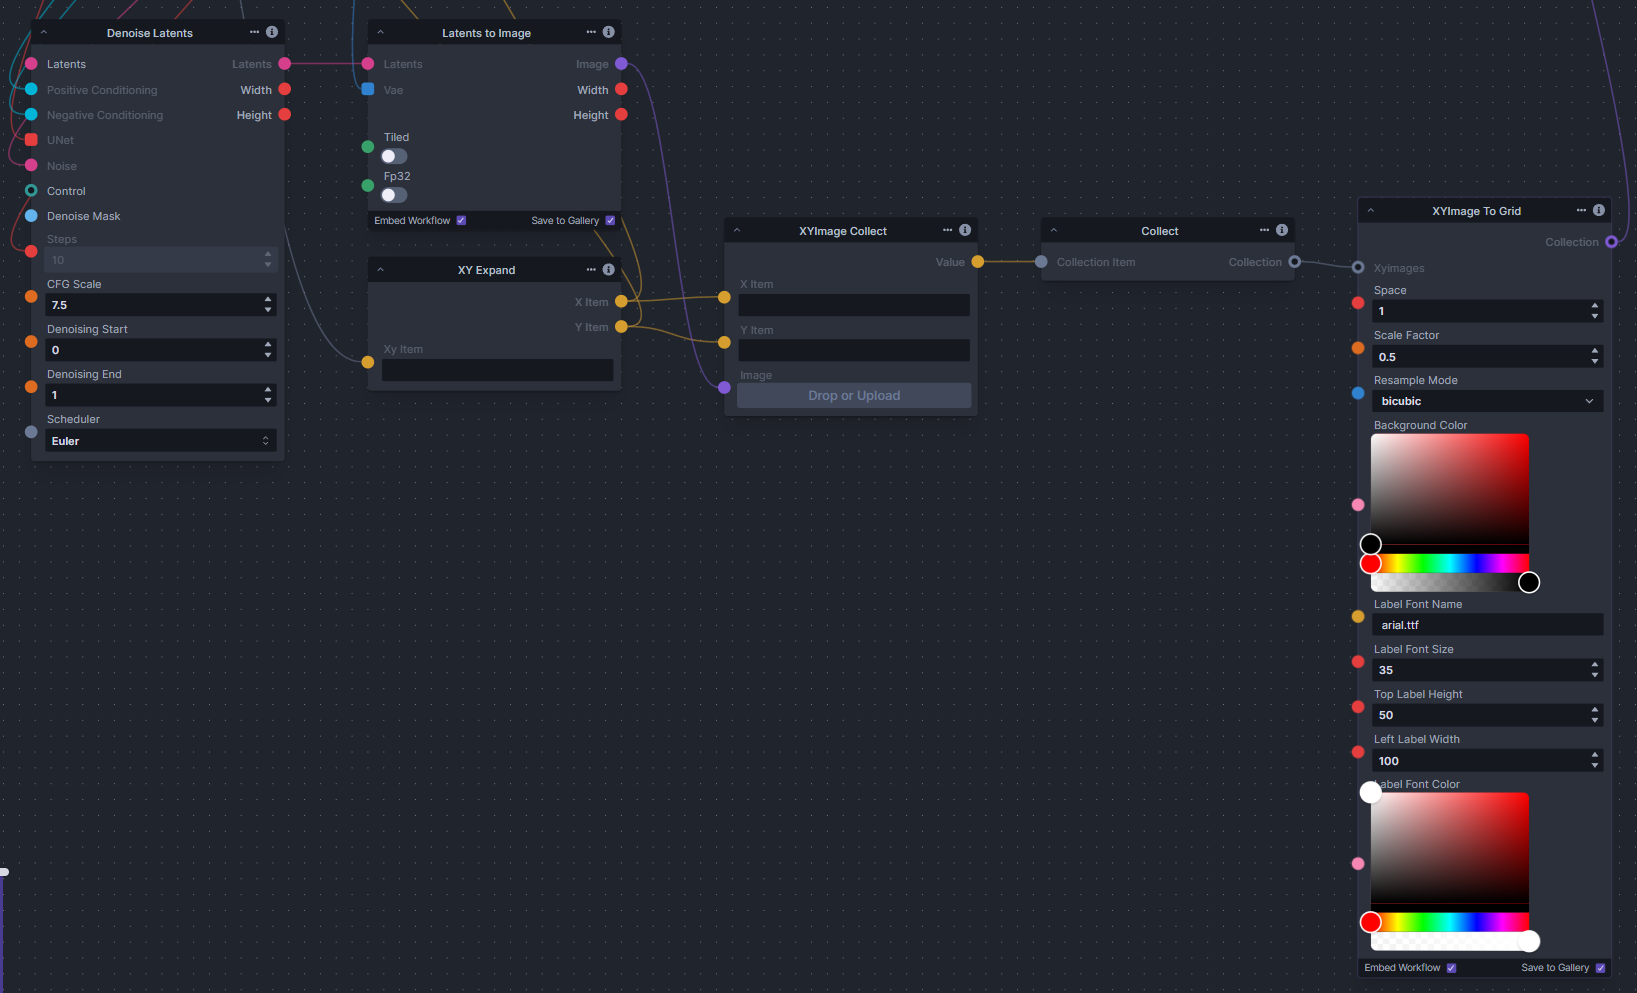 Denoise Latents
Latents
Latents
Positive Conditioning
Width
Negative Conditioning
Height
UNet
Noise
Control
Denoise Mask
Steps
10
CFG Scale
7.5
Denoising Start
0
Denoising End
1
Scheduler
Euler
Latents to Image
Latents
Image
Vae
Width
Height
Tiled
Fp32
Embed Workflow
Save to Gallery
XY Expand
X Item
Y Item
Xy Item
XYImage Collect
Value
X Item
Y Item
Image
Drop or Upload
Collect
Collection Item
Collection
XYImage To Grid
Collection
Xyimages
Space
1
Scale Factor
0.5
Resample Mode
bicubic
Background Color
Label Font Name
arial.ttf
Label Font Size
35
Top Label Height
50
Left Label Width
100
Label Font Color
Embed Workflow
Save to Gallery